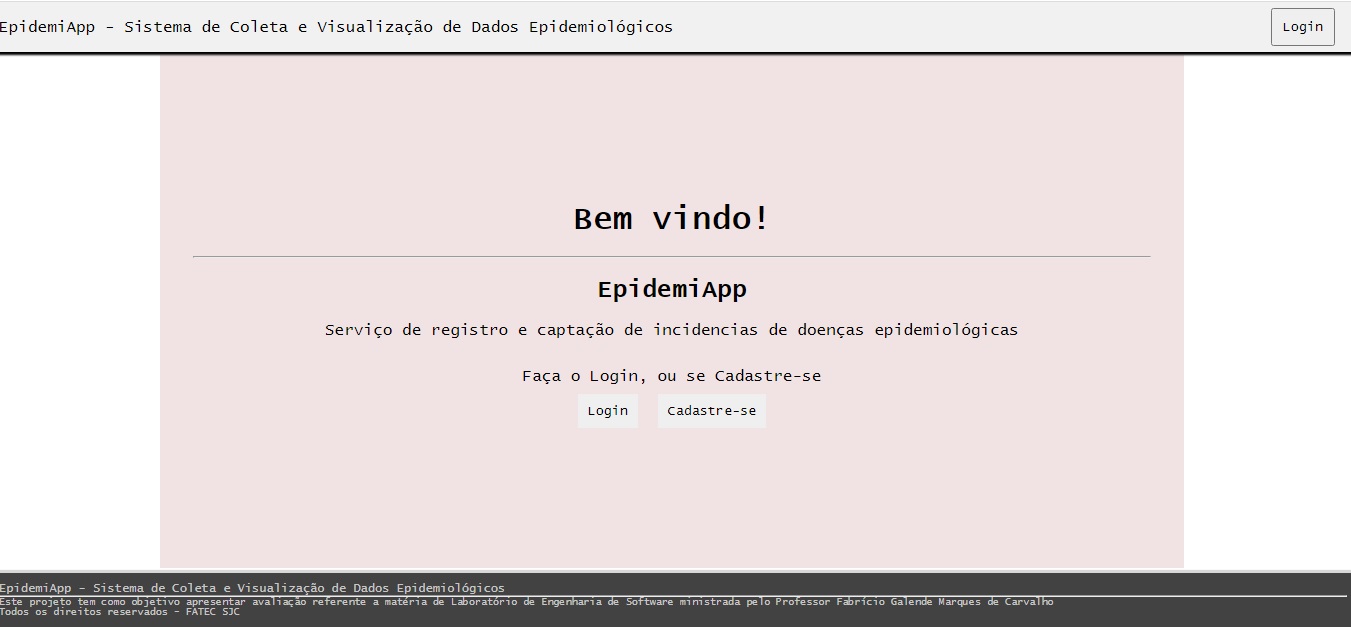 EpidemiApp - Sistema de Coleta e Visualização de Dados Epidemiológicos
Login
Bem vindo!
EpidemiApp
Serviço de registro e captação de incidencias de doenças epidemiológicas
Faça o Login, ou se Cadastre-se
Login
Cadastre-se
EpidemiApp - Sistema de Coleta e Visualização de Dados Epidemiológicos
Este projeto tem como objetivo apresentar avaliação referente a matéria de Laboratório de Engenharia de Software ministrada pelo Professor Fabrício Galende Marques de Carvalho
Todos os direitos reservados - FATEC SJC